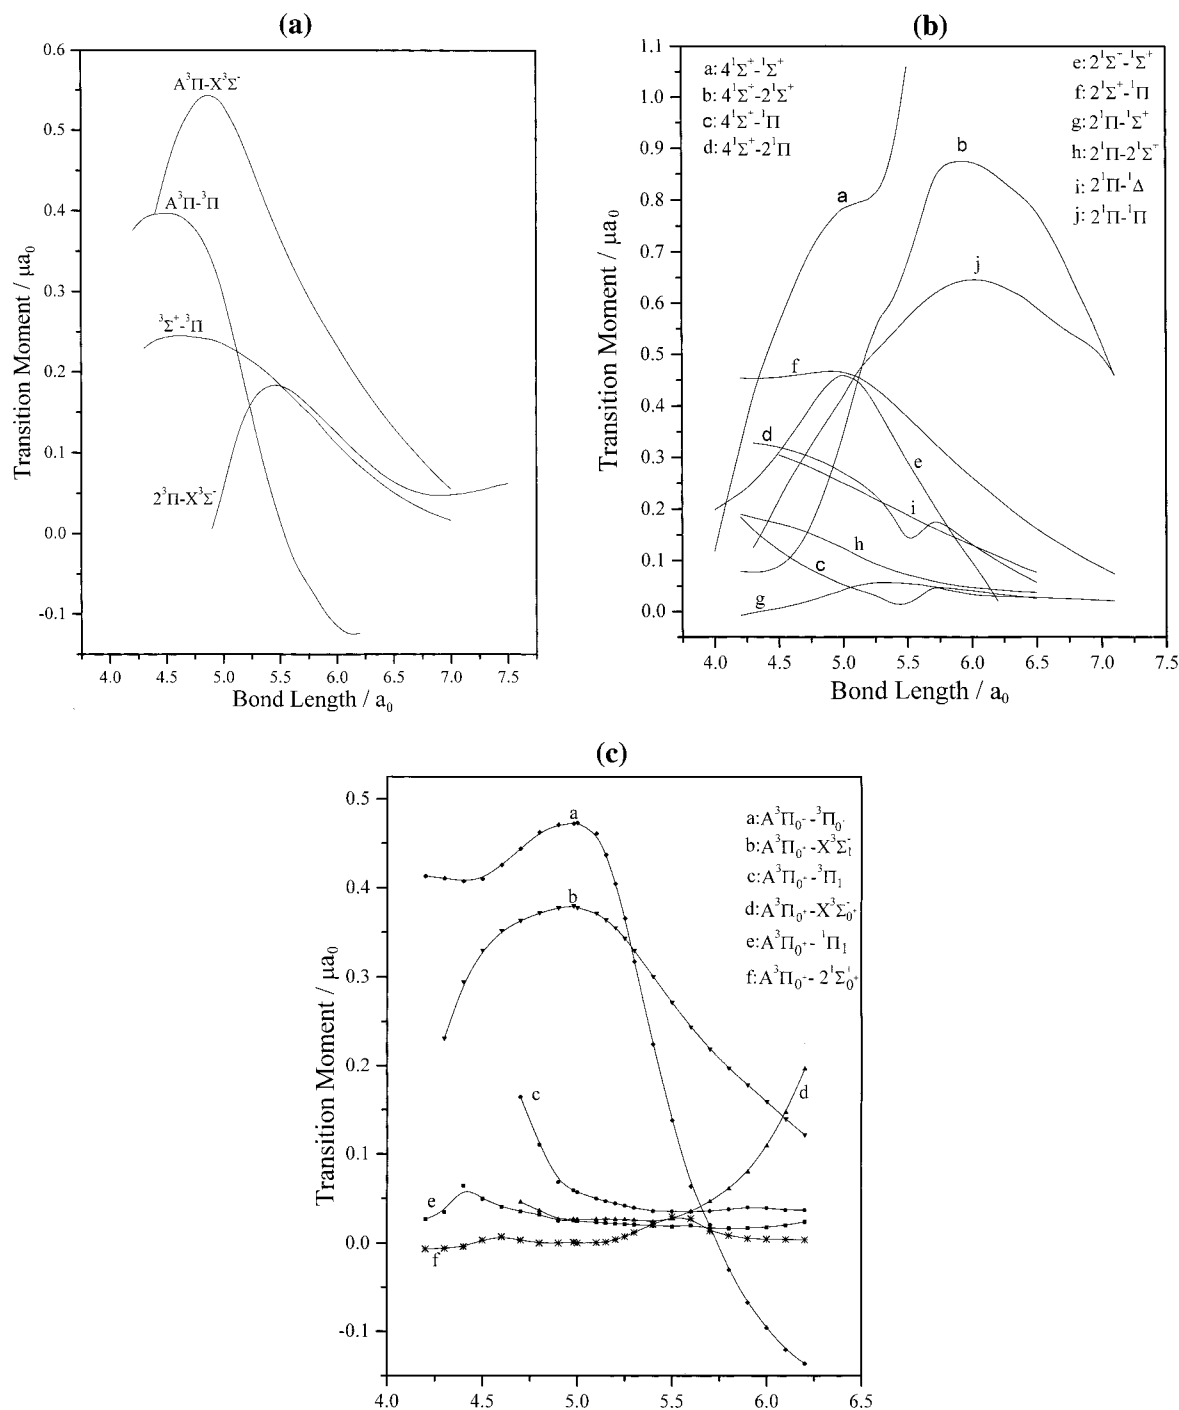 (a)
0.6
0.5
0.4
0.3
0.2
0.1
0.0
-0.1
Transition Moment / μa₀
A³Π-X³Σ⁻
A³Π-³Π
³Σ⁺-³Π
2³Π-X³Σ⁻
4.0 4.5 5.0 5.5 6.0 6.5 7.0 7.5
Bond Length / a₀
(b)
1.1
1.0
0.9
0.8
0.7
0.6
0.5
0.4
0.3
0.2
0.1
0.0
Transition Moment / μa₀
a: 4¹Σ⁺-¹Σ⁺
b: 4¹Σ⁺-2¹Σ⁺
c: 4¹Σ⁺-¹Π
d: 4¹Σ⁺-2¹Π
e: 2¹Σ⁺-¹Σ⁺
f: 2¹Σ⁺-¹Π
g: 2¹Π-¹Σ⁺
h: 2¹Π-2¹Σ⁺
i: 2¹Π-¹Δ
j: 2¹Π-¹Π
a
b
j
f
d
e
i
h
c
g
4.0 4.5 5.0 5.5 6.0 6.5 7.0 7.5
Bond Length / a₀
(c)
0.5
0.4
0.3
0.2
0.1
0.0
-0.1
Transition Moment / μa₀
a: A³Π₀⁺-³Π₀⁺
b: A³Π₀⁺-X³Σ⁻₁
c: A³Π₀⁺-³Π₁
d: A³Π₀⁺-X³Σ⁻₀⁺
e: A³Π₀⁺-¹Π₁
f: A³Π₀⁺-2¹Σ⁺₀⁺
a
b
c
d
e
f
4.0 4.5 5.0 5.5 6.0 6.5